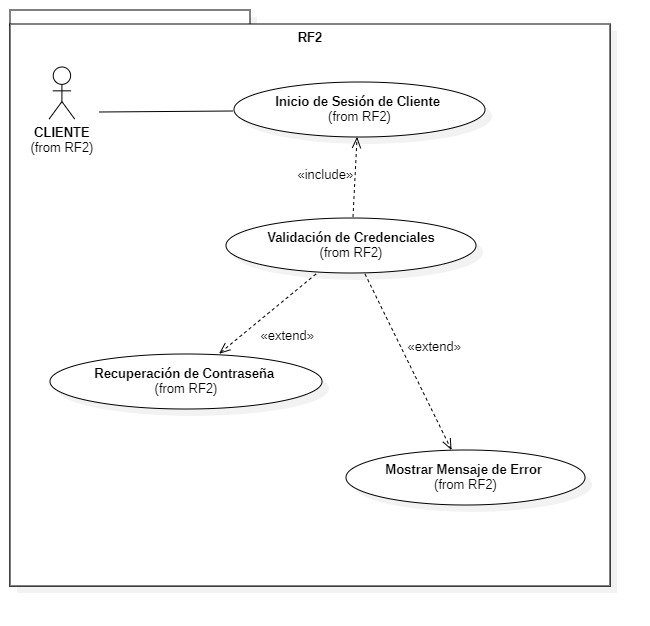 RF2
CLIENTE
(from RF2)
Inicio de Sesión de Cliente
(from RF2)
«include»
Validación de Credenciales
(from RF2)
«extend»
«extend»
Recuperación de Contraseña
(from RF2)
Mostrar Mensaje de Error
(from RF2)